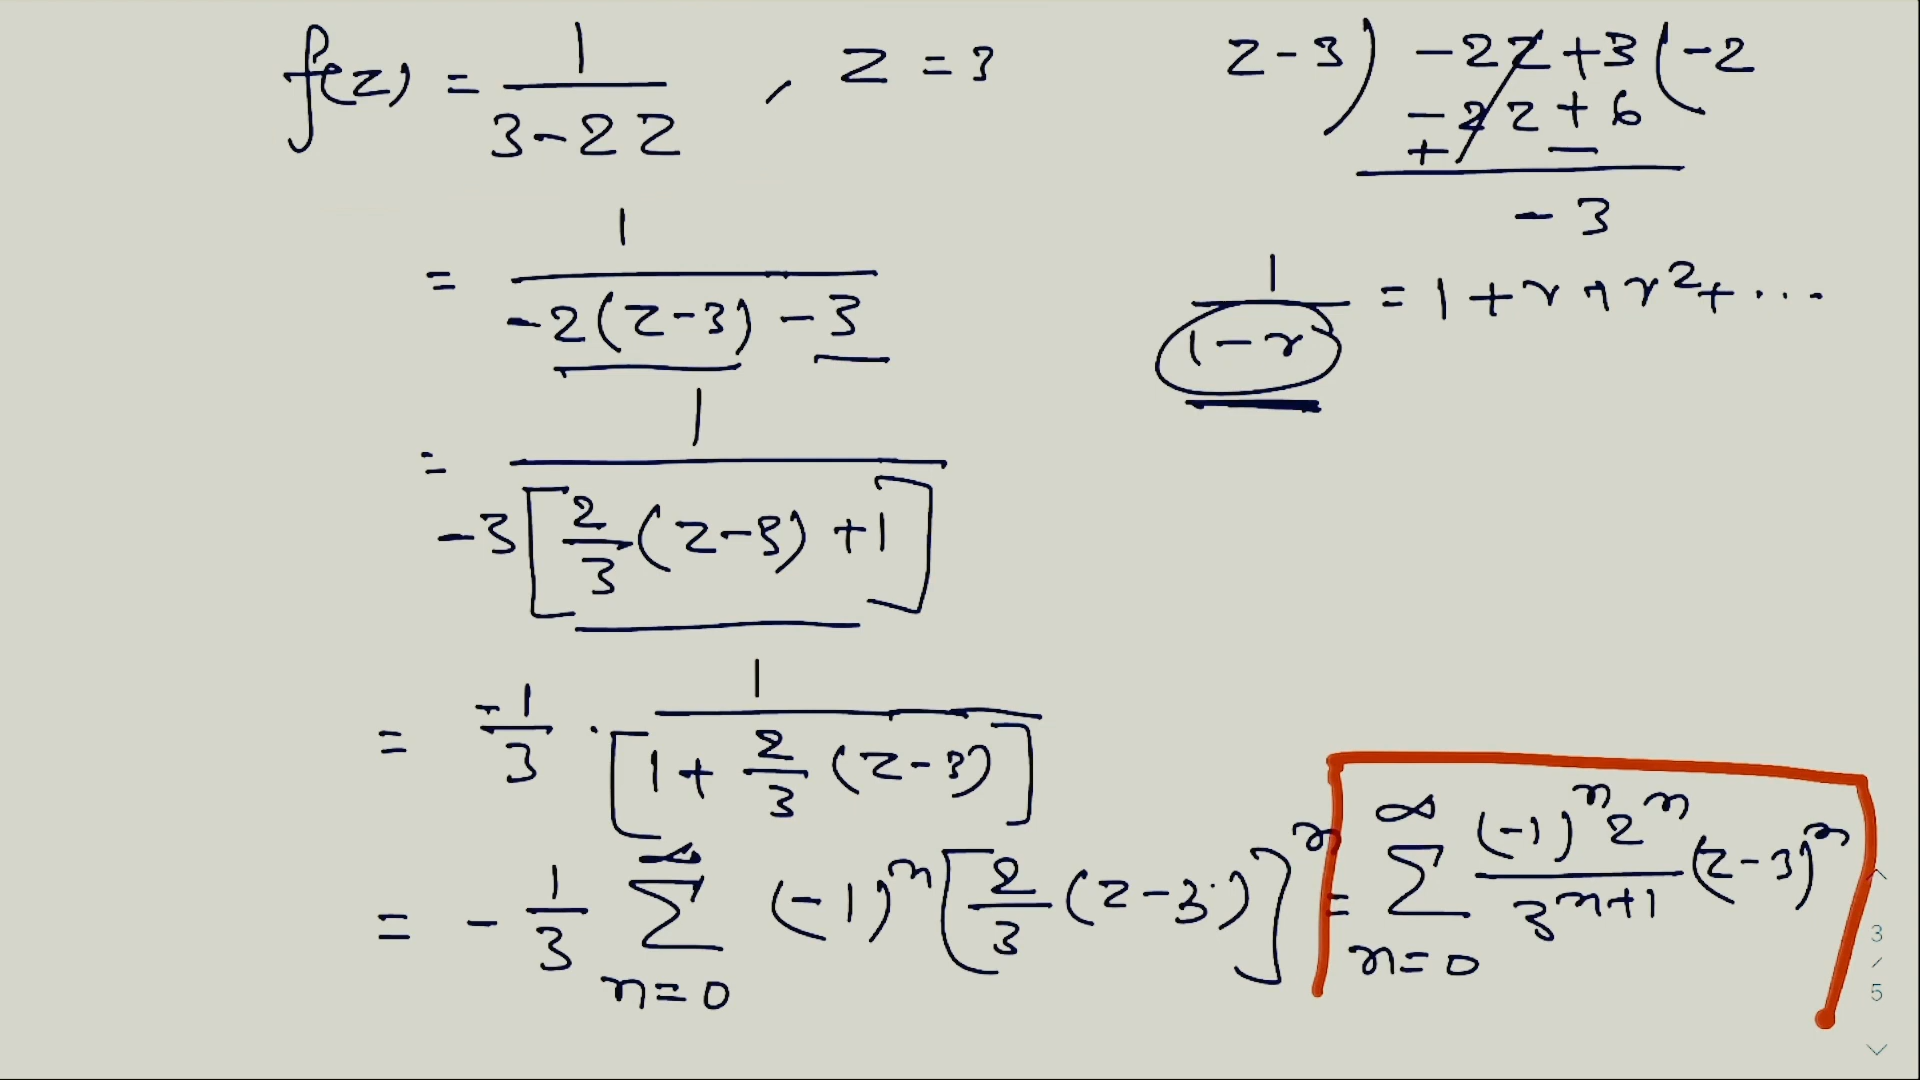 f(z) = 1/(3-2z) , z = 3
= 1/(-2(z-3) - 3)
= 1/(-3[2/3 (z-3) + 1])
= -1/3 · 1/[1 + 2/3 (z-3)]
= - 1/3 ∑_{n=0}^{∞} (-1)^n [2/3 (z-3)]^n = ∑_{n=0}^{∞} (-1)^n 2^n / 3^{n+1} (z-3)^n
z-3) -2z+3 (-2
-2z+6
+ −
-3
1/(1-r) = 1+r+r²+...
3
/
5